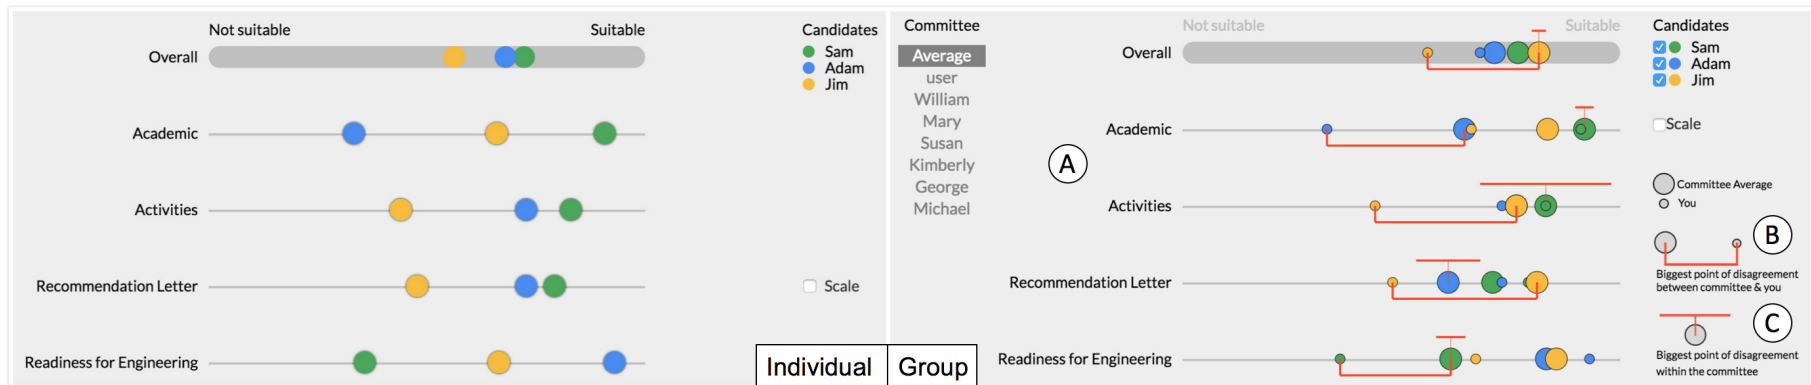 Not suitable
Suitable
Candidates
Overall
Sam
Adam
Jim
Academic
Activities
Recommendation Letter
Scale
Readiness for Engineering
Individual
Group
Committee
Average
user
William
Mary
Susan
Kimberly
George
Michael
Not suitable
Suitable
Overall
Academic
A
Activities
Recommendation Letter
Readiness for Engineering
Candidates
Sam
Adam
Jim
Scale
Committee Average
You
B
Biggest point of disagreement
between committee & you
C
Biggest point of disagreement
within the committee